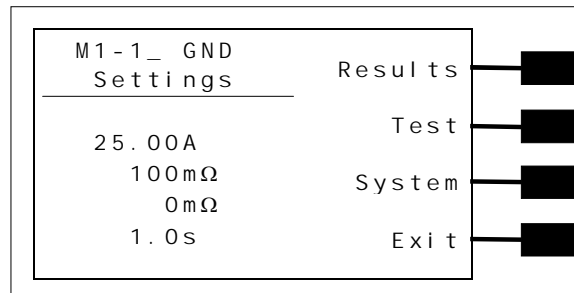 M1-1_ GND
Settings
25.00A
100mΩ
0mΩ
1.0s
Results
Test
System
Exit